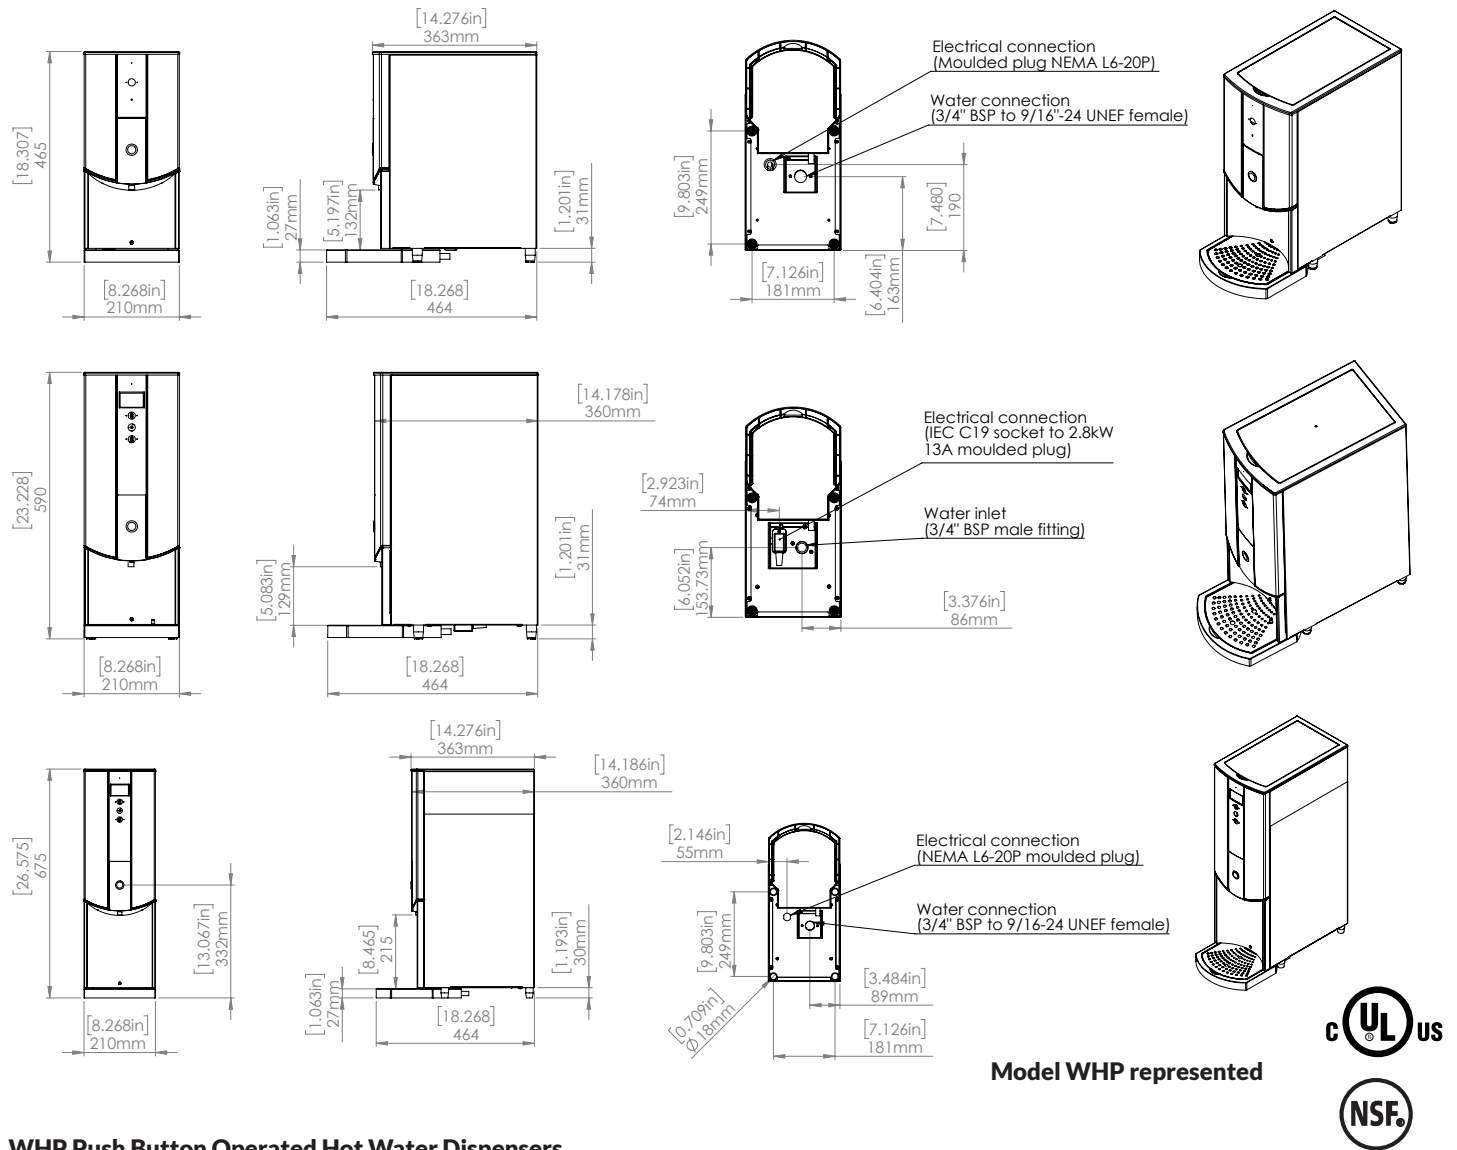 [14.276in]
363mm
[18.307]
465
[8.268in]
210mm
[1.063in]
27mm
[5.197in]
132mm
[1.201in]
31mm
[18.268]
464
Electrical connection
(Moulded plug NEMA L6-20P)
Water connection
(3/4" BSP to 9/16"-24 UNEF female)
[9.803in]
249mm
[7.480]
190
[7.126in]
181mm
[6.404in]
163mm
[14.178in]
360mm
[23.228]
590
[8.268in]
210mm
[5.083in]
129mm
[1.201in]
31mm
[18.268]
464
Electrical connection
(IEC C19 socket to 2.8kW
13A moulded plug)
[2.923in]
74mm
Water inlet
(3/4" BSP male fitting)
[6.052in]
153.73mm
[3.376in]
86mm
[14.276in]
363mm
[14.186in]
360mm
[26.575]
675
[13.067in]
332mm
[8.268in]
210mm
[8.465]
215
[1.063in]
27mm
[1.193in]
30mm
[18.268]
464
[2.146in]
55mm
Electrical connection
(NEMA L6-20P moulded plug)
Water connection
(3/4" BSP to 9/16-24 UNEF female)
[9.803in]
249mm
[3.484in]
89mm
[0.709in]
Ø18mm
[7.126in]
181mm
C UL® US
Model WHP represented
NSF®
WHP Push Button Operated Hot Water Dispensers